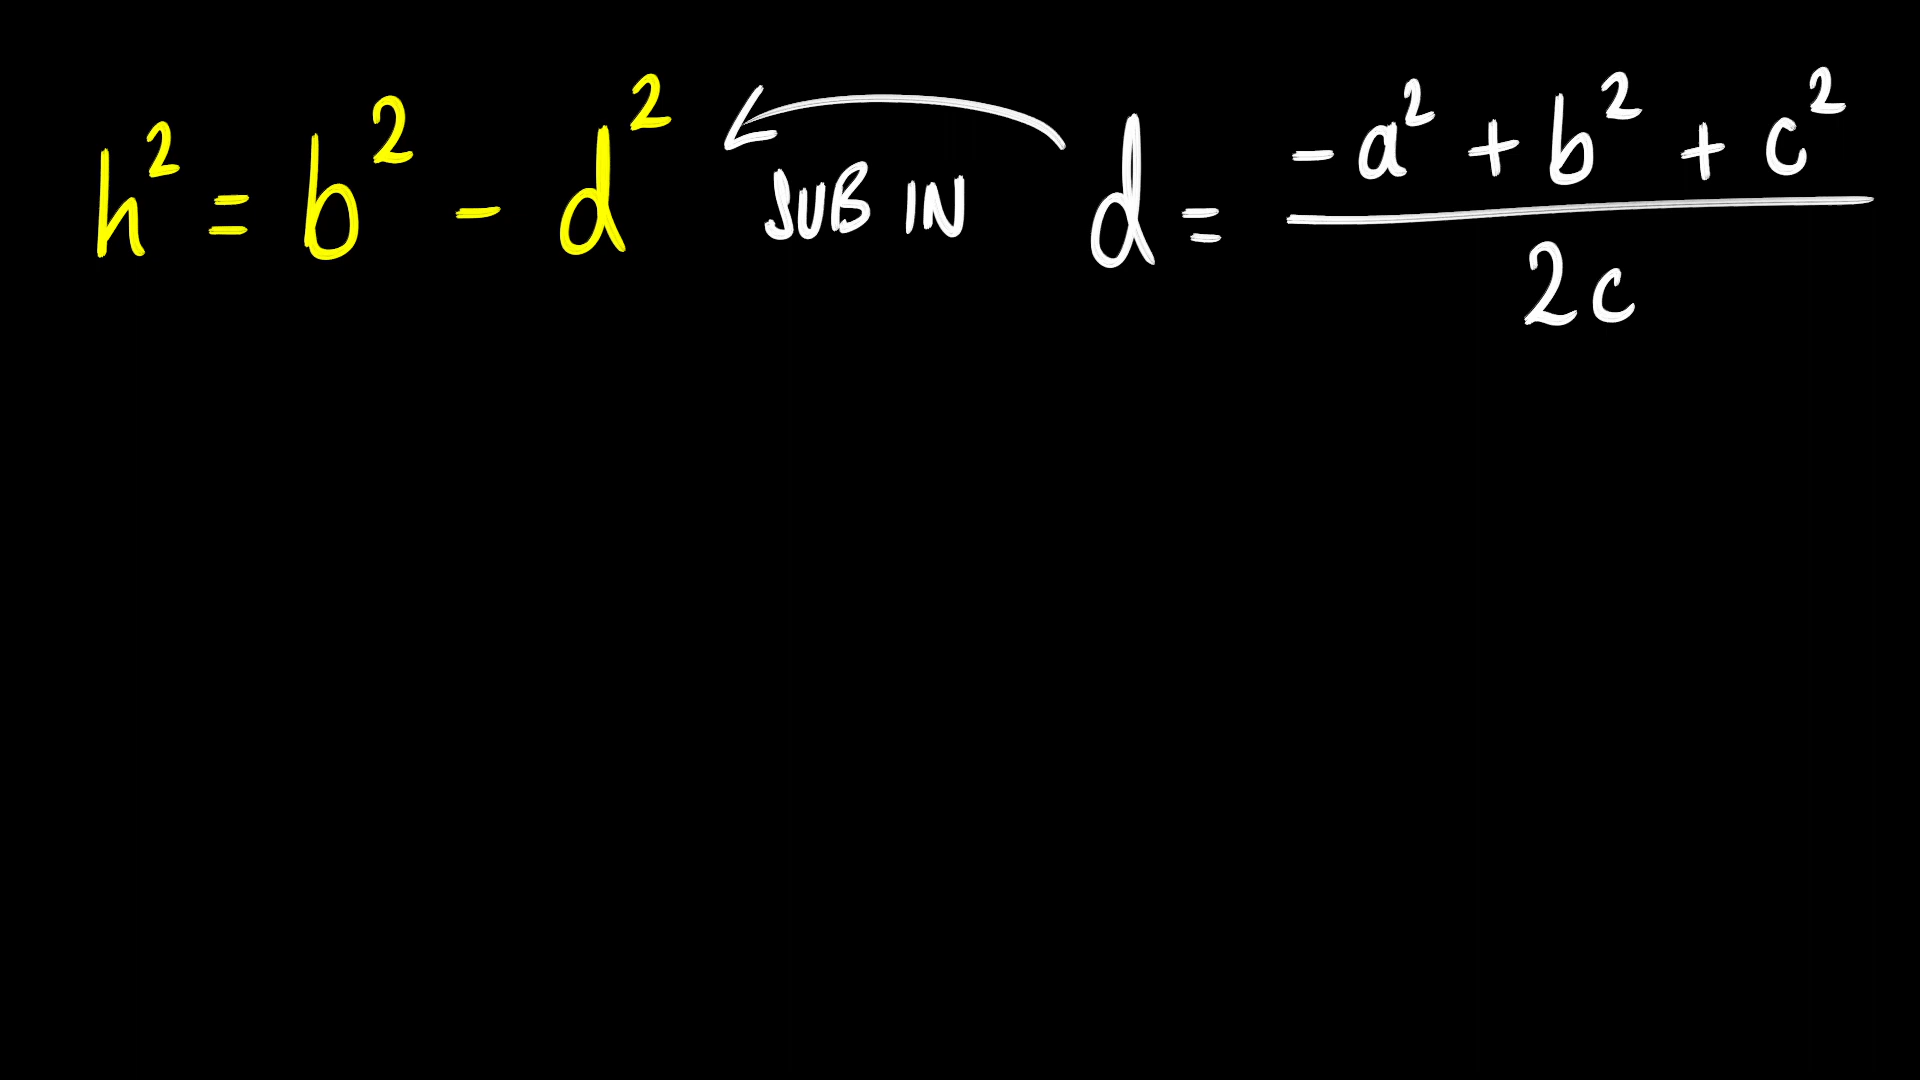 h² = b² - d² SUB IN d = (-a² + b² + c²) / 2c